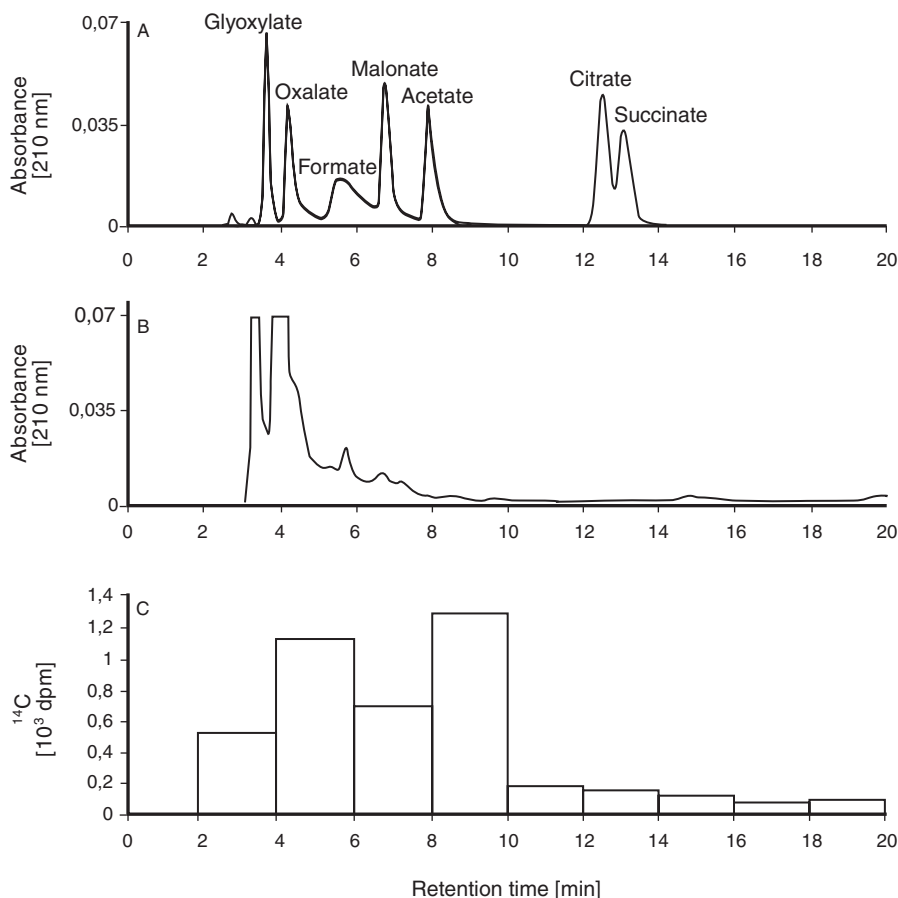 A
Glyoxylate
Oxalate
Formate
Malonate
Acetate
Citrate
Succinate
Absorbance
[210 nm]
0,07
0,035
0
0 2 4 6 8 10 12 14 16 18 20
B
Absorbance
[210 nm]
0,07
0,035
0
0 2 4 6 8 10 12 14 16 18 20
C
¹⁴C
[10³ dpm]
1,4
1,2
1
0,8
0,6
0,4
0,2
0
0 2 4 6 8 10 12 14 16 18 20
Retention time [min]